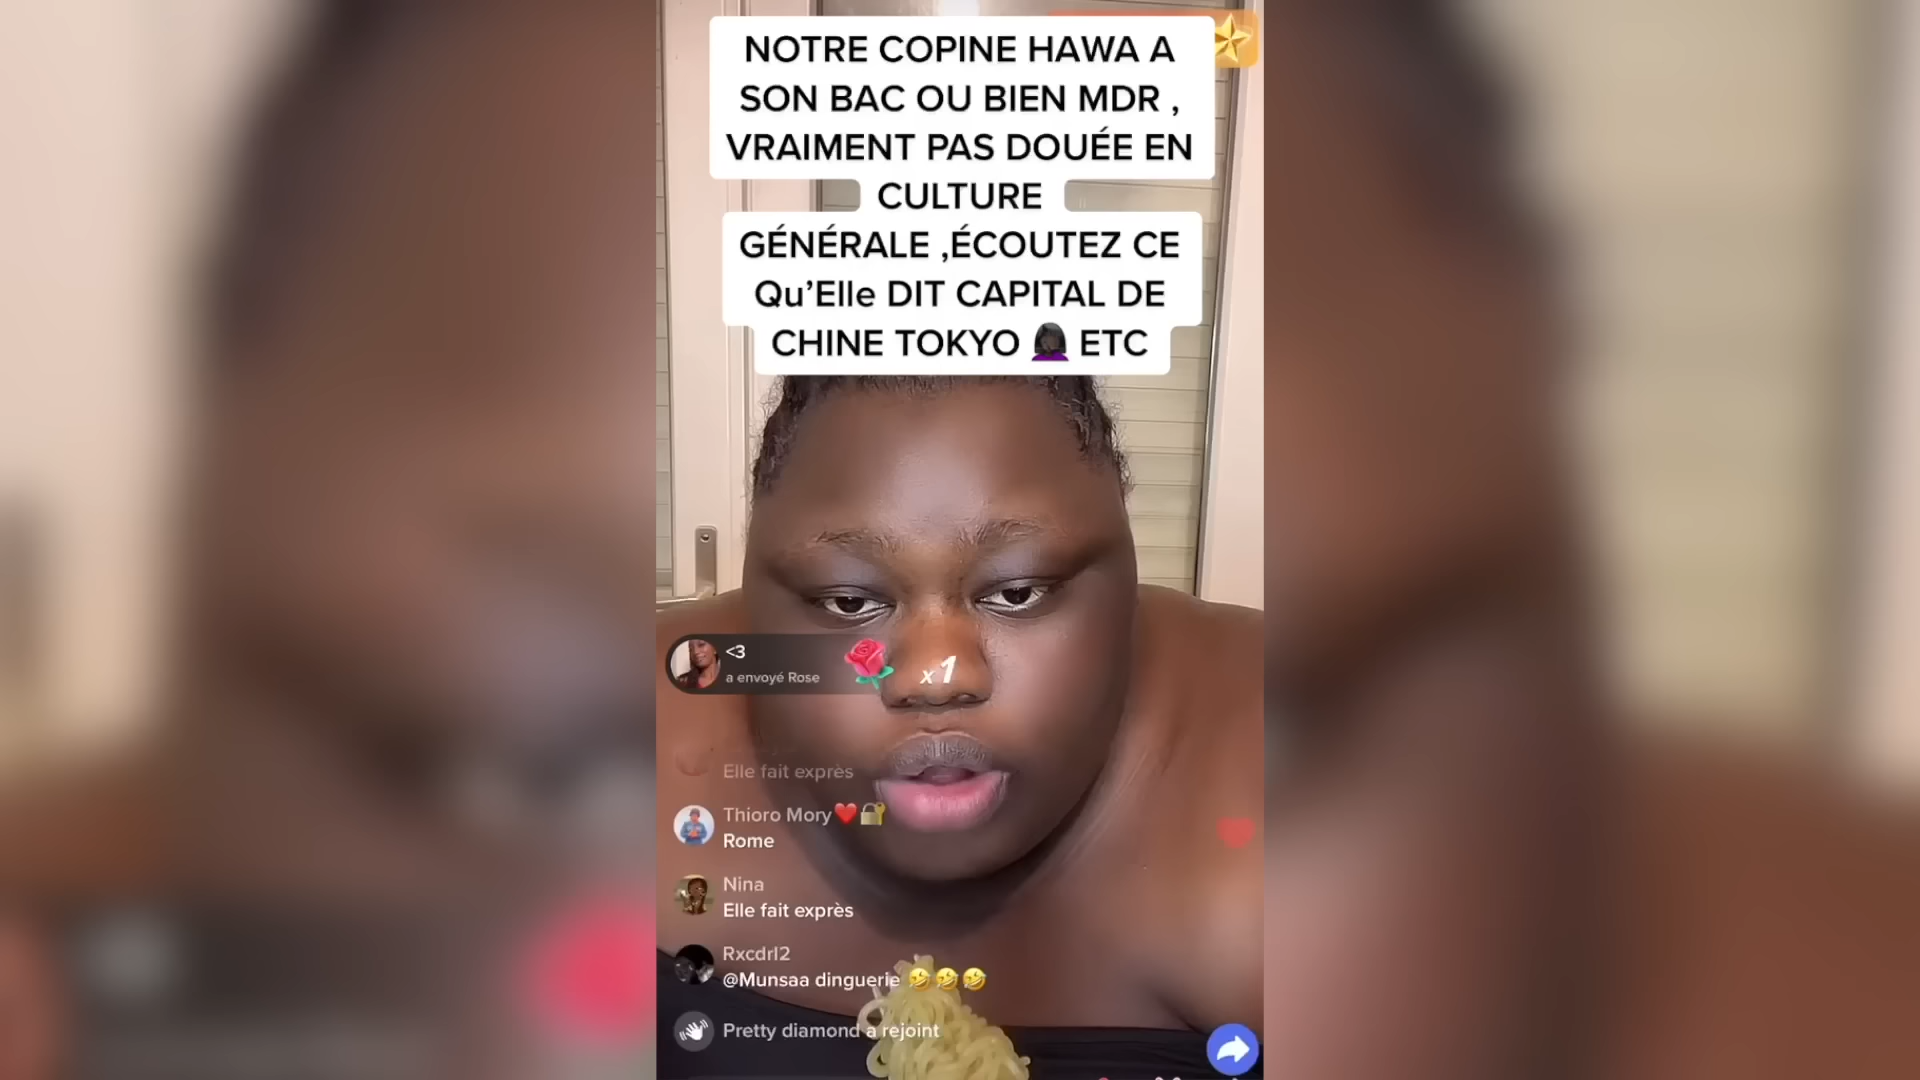 NOTRE COPINE HAWA A
SON BAC OU BIEN MDR ,
VRAIMENT PAS DOUÉE EN
CULTURE
GÉNÉRALE ,ÉCOUTEZ CE
Qu’Elle DIT CAPITAL DE
CHINE TOKYO 🙎🏿‍♀️ ETC
<3
a envoyé Rose
x1
Elle fait exprès
Thioro Mory❤️🔐
Rome
Nina
Elle fait exprès
Rxcdrl2
@Munsaa dinguerie 🤣🤣🤣
Pretty diamond a rejoint